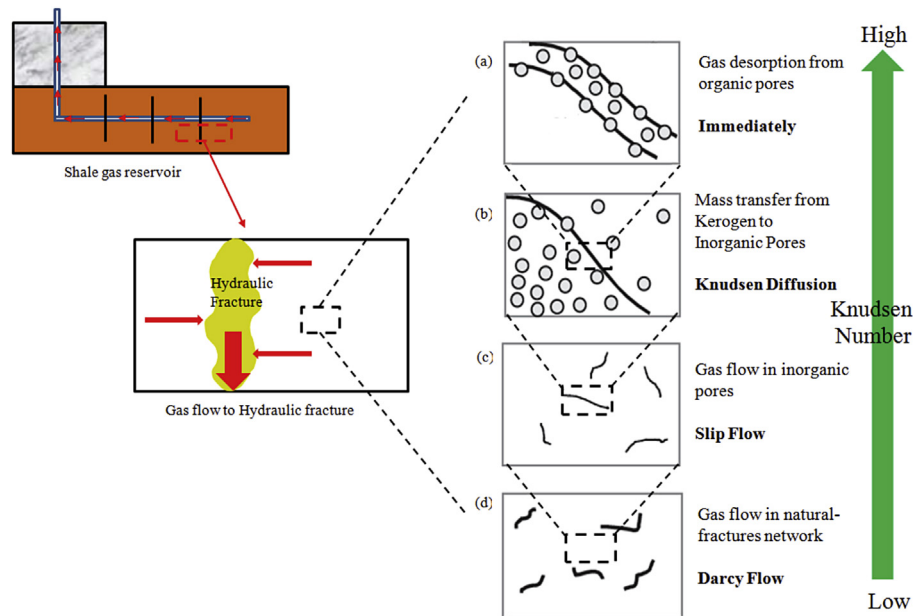 High
(a)
Gas desorption from
organic pores
Immediately
Shale gas reservoir
(b)
Mass transfer from
Kerogen to
Inorganic Pores
Knudsen Diffusion
Hydraulic
Fracture
Knudsen
Number
(c)
Gas flow in inorganic
pores
Slip Flow
Gas flow to Hydraulic fracture
(d)
Gas flow in natural-
fractures network
Darcy Flow
Low